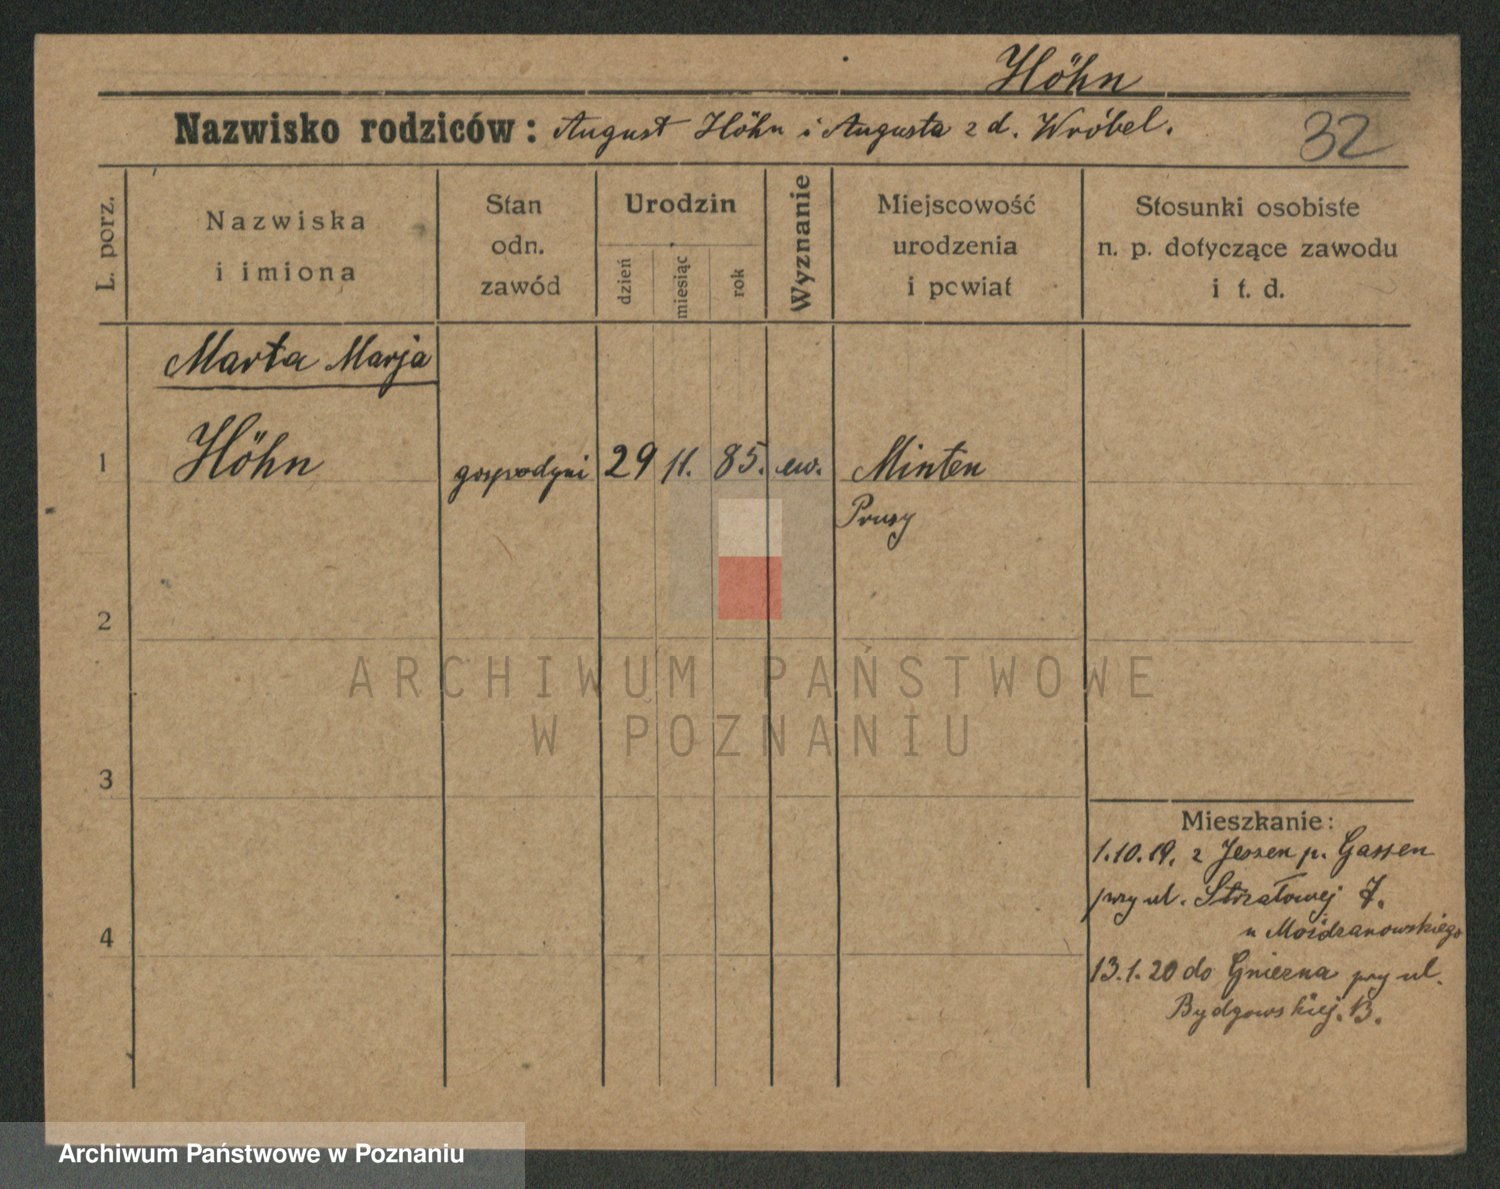 Höhn
Nazwisko rodziców: August Höhn i Augusta z d. Wróbel.
32
L. porz.
Nazwiska
i imiona
Stan
odn.
zawód
Urodzin
dzień
miesiąc
rok
Wyznanie
Miejscowość
urodzenia
i powiat
Stosunki osobiste
n. p. dotyczące zawodu
i t. d.
Marta Marja
1 Höhn gospodyni 29 11. 85. ew. Minten
Prusy
2
ARCHIWUM PAŃSTWOWE
W POZNANIU
3
Mieszkanie:
1.10.19. z Jessen p. Gassen
przy ul. Strzałowej 7.
u Moździanowskiego
4
13.1.20 do Gniezna przy ul.
Bydgowskiej. 13.
Archiwum Państwowe w Poznaniu